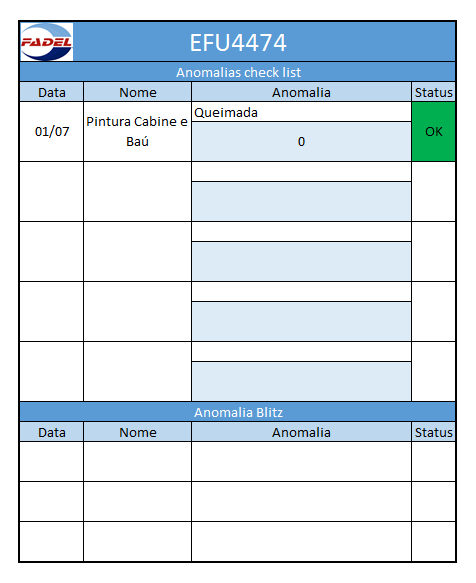 FADEL
EFU4474
Anomalias check list
Data Nome Anomalia Status
01/07 Pintura Cabine e Baú Queimada OK
0
Anomalia Blitz
Data Nome Anomalia Status